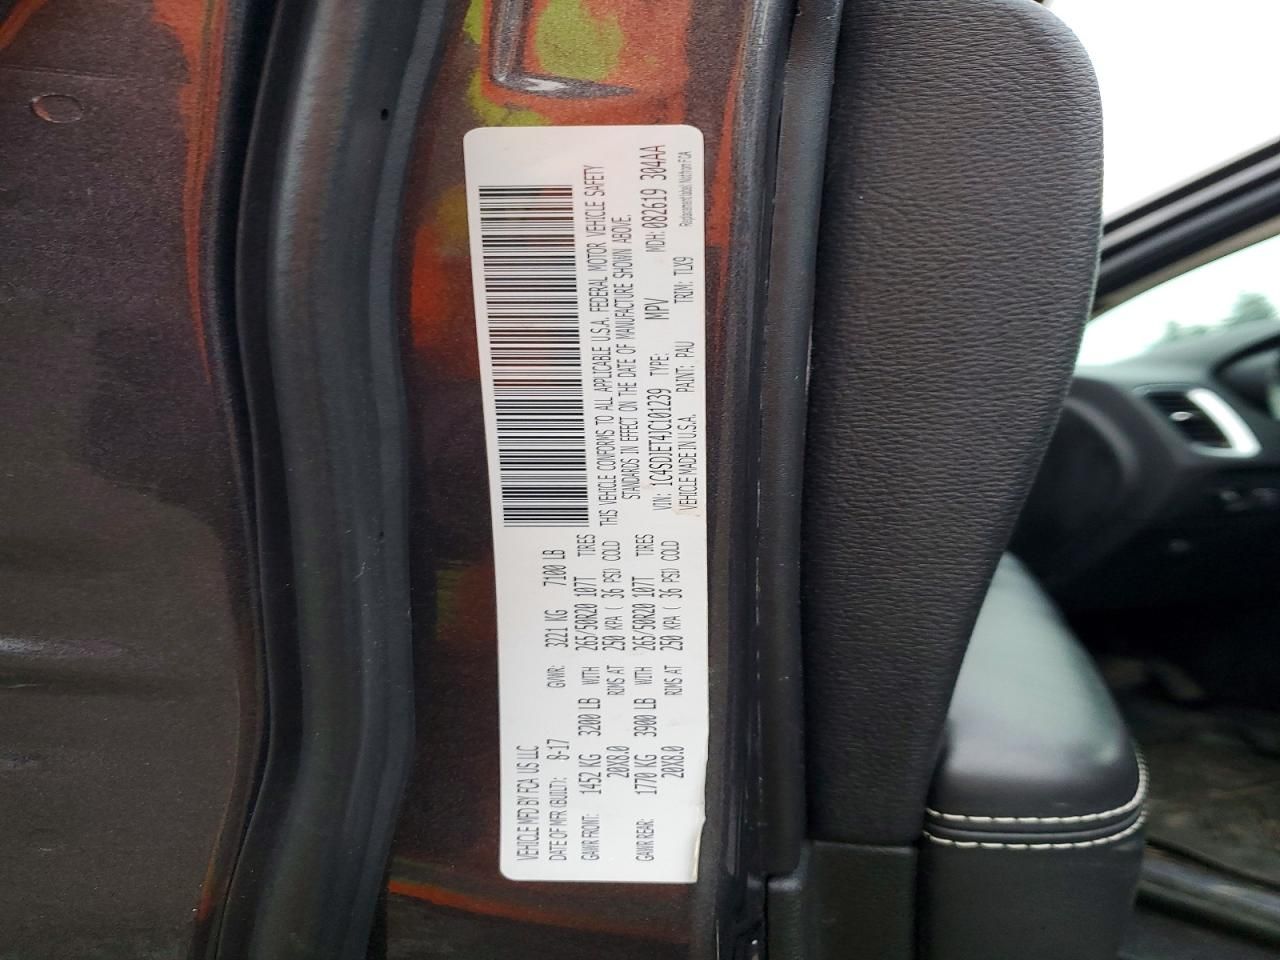 VEHICLE MFD BY FCA US LLC
DATE OF MFR (BUILT): 8-17 GVWR: 3221 KG 7100 LB
GAWR FRONT: 1452 KG 3200 LB WITH 265/50R20 107T TIRES
20X8.0 RIMS AT 250 KPA ( 36 PSI) COLD
GAWR REAR: 1770 KG 3900 LB WITH 265/50R20 107T TIRES
20X8.0 RIMS AT 250 KPA ( 36 PSI) COLD
THIS VEHICLE CONFORMS TO ALL APPLICABLE U.S.A. FEDERAL MOTOR VEHICLE SAFETY
STANDARDS IN EFFECT ON THE DATE OF MANUFACTURE SHOWN ABOVE.
VIN: 1C4SDJET4JC101239 TYPE: MPV MDH: 082619 304AA
VEHICLE MADE IN U.S.A. PAINT: PAU TRIM: TLX9 Replacement label. Not from FCA